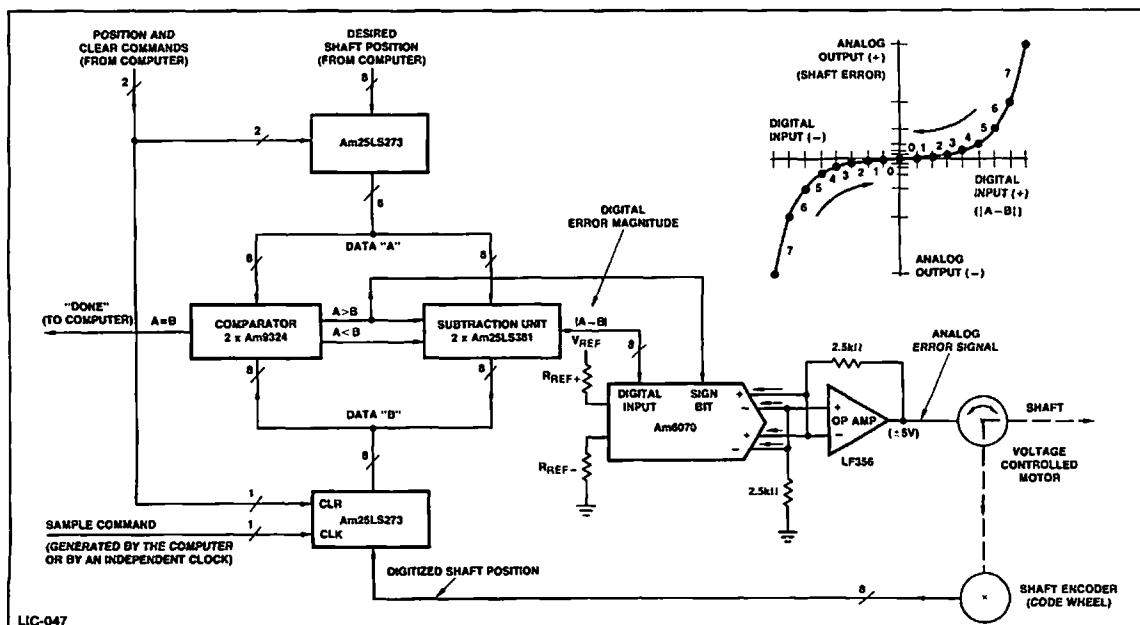 POSITION AND
CLEAR COMMANDS
(FROM COMPUTER)
2
DESIRED
SHAFT POSITION
(FROM COMPUTER)
8
2
Am25LS273
8
DATA "A"
8
8
"DONE"
(TO COMPUTER)
A=B
COMPARATOR
2 x Am9324
A>B
A<B
SUBTRACTION UNIT
2 x Am25LS381
8
8
DATA "B"
8
DIGITAL
ERROR MAGNITUDE
|A-B|
8
VREF
RREF+
RREF-
DIGITAL
INPUT
SIGN
BIT
Am6070
+
-
+
-
2.5kΩ
2.5kΩ
+
OP AMP
-
LF356
(±5V)
ANALOG
ERROR SIGNAL
SHAFT
VOLTAGE
CONTROLLED
MOTOR
1
CLR
Am25LS273
CLK
1
SAMPLE COMMAND
(GENERATED BY THE COMPUTER
OR BY AN INDEPENDENT CLOCK)
DIGITIZED SHAFT POSITION
8
SHAFT ENCODER
(CODE WHEEL)
ANALOG
OUTPUT (+)
(SHAFT ERROR)
7
6
5
4
3
2
1
0
DIGITAL
INPUT (-)
0
1
2
3
4
5
6
7
DIGITAL
INPUT (+)
(|A-B|)
ANALOG
OUTPUT (-)
LIC-047